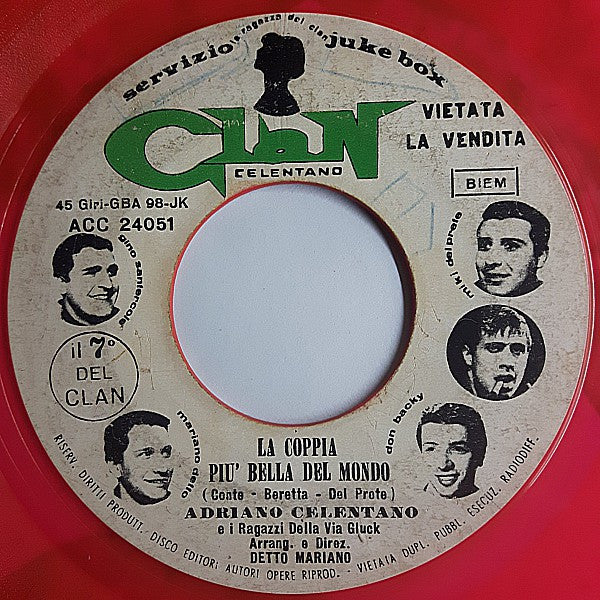 servizio ragazza del clan juke box
Clan
CELENTANO
VIETATA
LA VENDITA
BIEM
45 Giri-GBA 98-JK
ACC 24051
gino santercole
miki del prete
il 7°
DEL
CLAN
mariano detto
don backy
LA COPPIA
PIU' BELLA DEL MONDO
(Conte - Beretta - Del Prete)
ADRIANO CELENTANO
e i Ragazzi Della Via Gluck
Arrang. e Direz.
DETTO MARIANO
RISERV. DIRITTI PRODUTT. DISCO EDITORI AUTORI OPERE RIPROD. - VIETATA DUPL. PUBBL. ESECUZ. RADIODIFF.